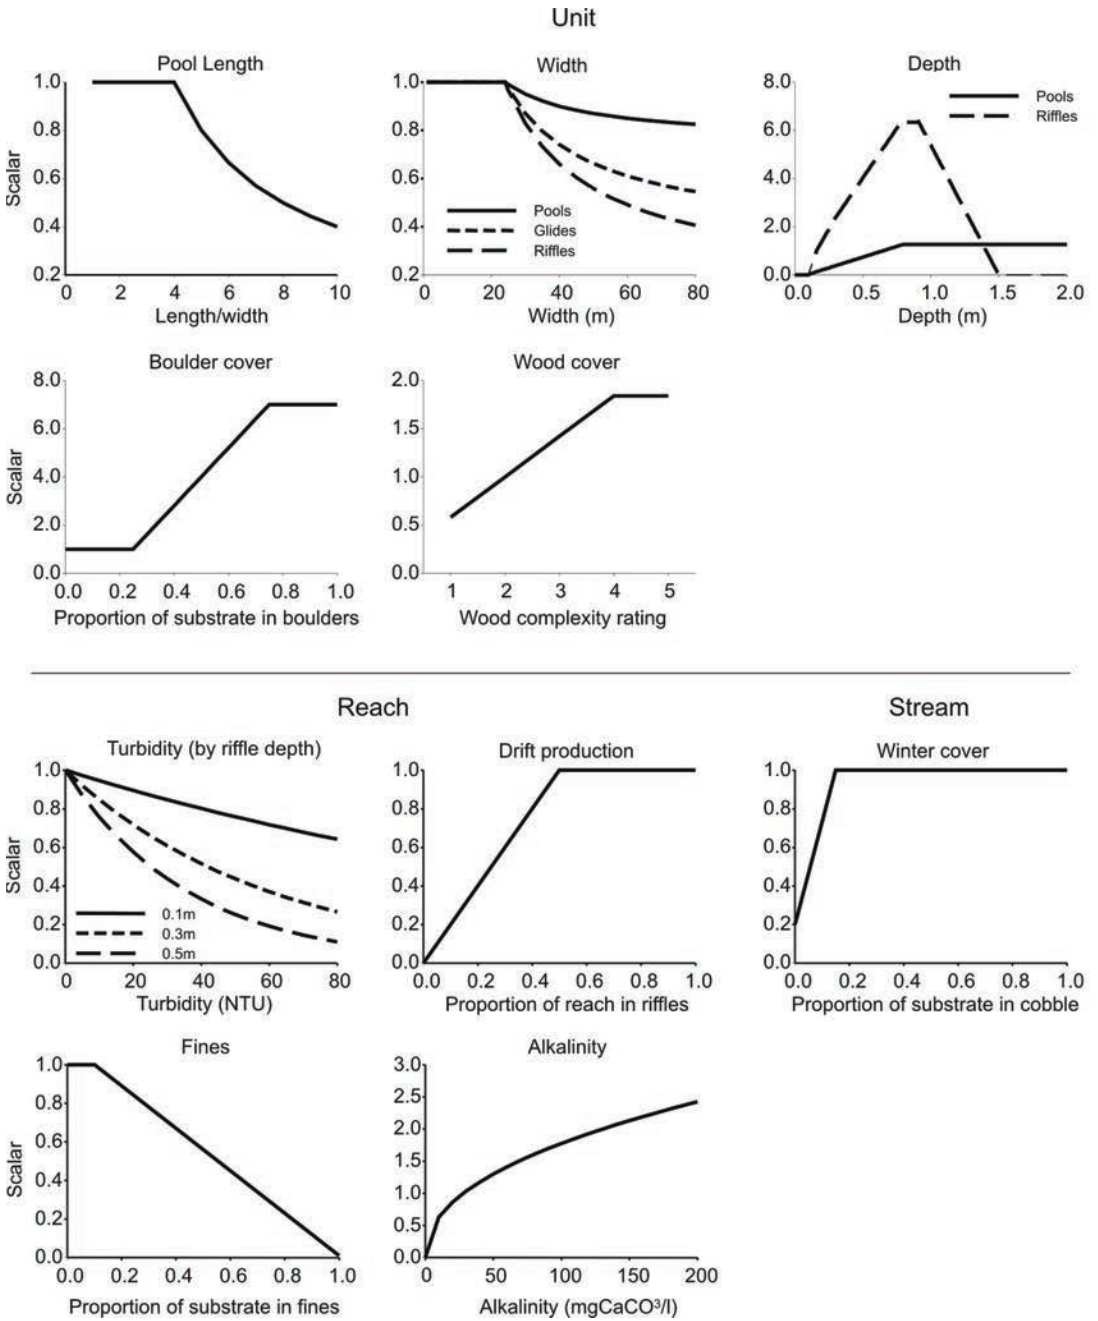 Unit
Pool Length
Scalar
1.0
0.8
0.6
0.4
0.2
0 2 4 6 8 10
Length/width
Width
1.0
0.8
0.6
0.4
0.2
Pools
Glides
Riffles
0 20 40 60 80
Width (m)
Depth
8.0
6.0
4.0
2.0
0.0
Pools
Riffles
0.0 0.5 1.0 1.5 2.0
Depth (m)
Boulder cover
Scalar
8.0
6.0
4.0
2.0
0.0
0.0 0.2 0.4 0.6 0.8 1.0
Proportion of substrate in boulders
Wood cover
2.0
1.5
1.0
0.5
0.0
1 2 3 4 5
Wood complexity rating
Reach
Stream
Turbidity (by riffle depth)
Scalar
1.0
0.8
0.6
0.4
0.2
0.0
0.1m
0.3m
0.5m
0 20 40 60 80
Turbidity (NTU)
Drift production
1.0
0.8
0.6
0.4
0.2
0.0
0.0 0.2 0.4 0.6 0.8 1.0
Proportion of reach in riffles
Winter cover
1.0
0.8
0.6
0.4
0.2
0.0
0.0 0.2 0.4 0.6 0.8 1.0
Proportion of substrate in cobble
Fines
Scalar
1.0
0.8
0.6
0.4
0.2
0.0
0.0 0.2 0.4 0.6 0.8 1.0
Proportion of substrate in fines
Alkalinity
3.0
2.5
2.0
1.5
1.0
0.5
0.0
0 50 100 150 200
Alkalinity (mgCaCO³/l)